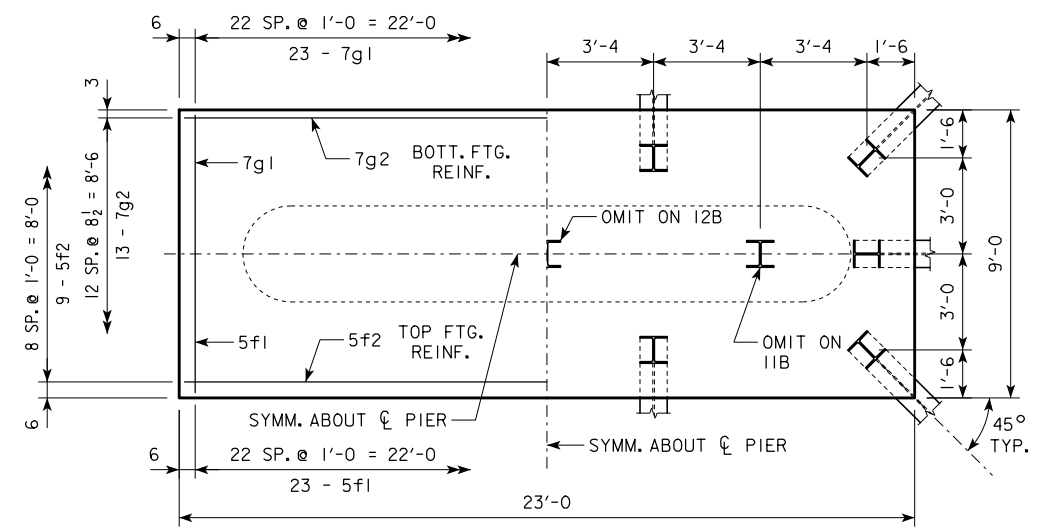 6
22 SP. @ 1'-0 = 22'-0
23 - 7g1
3'-4
3'-4
3'-4
1'-6
3
7g1
7g2
BOTT. FTG.
REINF.
1'-6
8 SP. @ 1'-0 = 8'-0
9 - 5f2
12 SP. @ 8½ = 8'-6
13 - 7g2
OMIT ON 12B
3'-0
9'-0
3'-0
5f1
5f2
TOP FTG.
REINF.
OMIT ON
11B
1'-6
6
SYMM. ABOUT ℄ PIER
SYMM. ABOUT ℄ PIER
45°
TYP.
6
22 SP. @ 1'-0 = 22'-0
23 - 5f1
23'-0